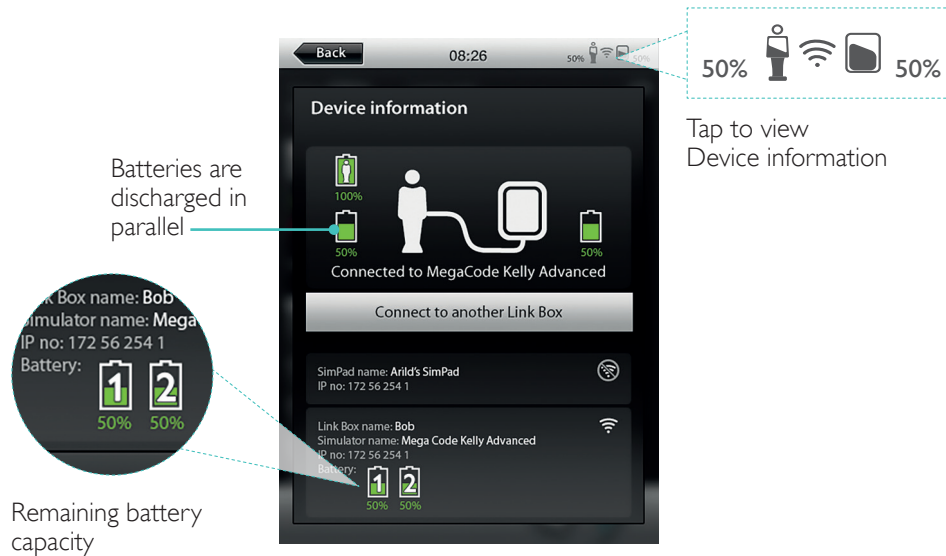 Back
08:26
50%
50%
50%
50%
Tap to view
Device information
Device information
Batteries are
discharged in
parallel
100%
50%
50%
Connected to MegaCode Kelly Advanced
Connect to another Link Box
SimPad name: Arild's SimPad
IP no: 172 56 254 1
Link Box name: Bob
Simulator name: Mega Code Kelly Advanced
IP no: 172 56 254 1
Battery:
1 2
50% 50%
k Box name: Bob
imulator name: Mega
IP no: 172 56 254 1
Battery:
1 2
50% 50%
Remaining battery
capacity